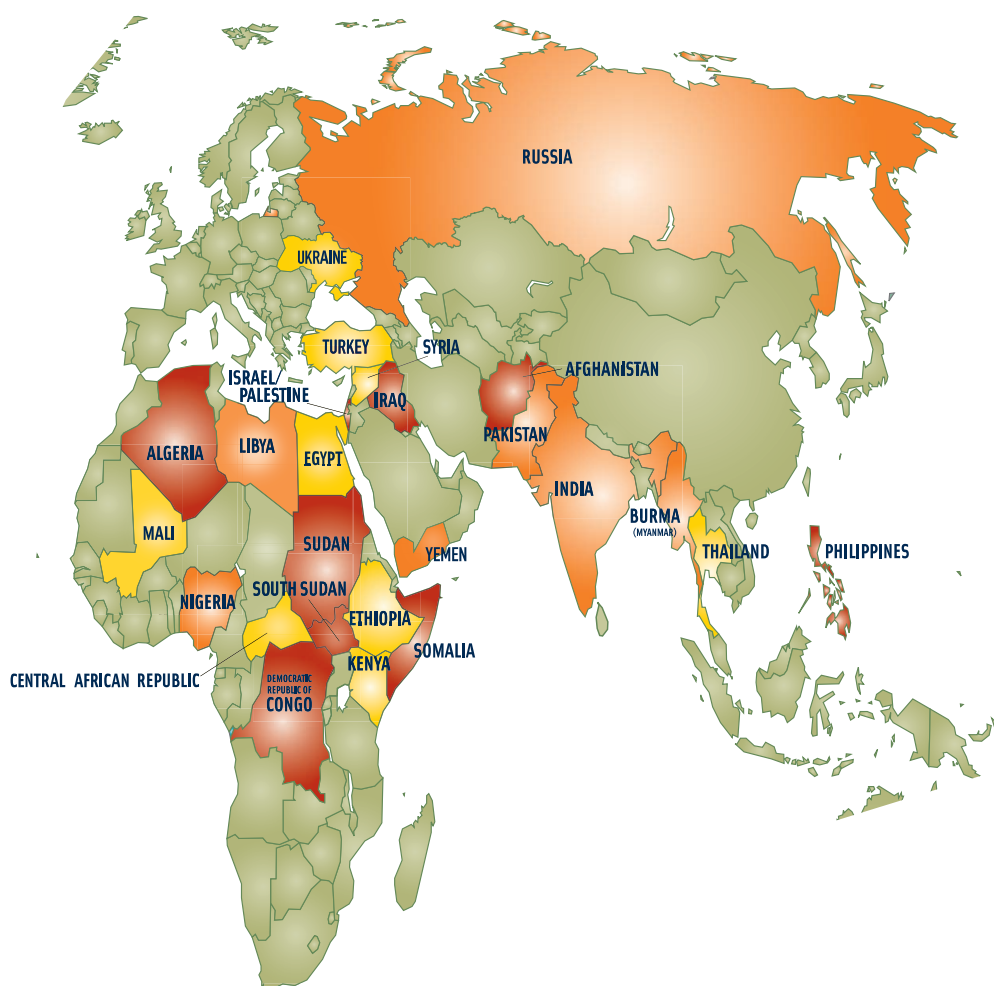 RUSSIA
UKRAINE
TURKEY
SYRIA
ISRAEL/
PALESTINE
AFGHANISTAN
IRAQ
PAKISTAN
ALGERIA
LIBYA
EGYPT
INDIA
BURMA
(MYANMAR)
MALI
SUDAN
YEMEN
THAILAND
PHILIPPINES
SOUTH SUDAN
NIGERIA
ETHIOPIA
SOMALIA
KENYA
CENTRAL AFRICAN REPUBLIC
DEMOCRATIC
REPUBLIC OF
CONGO